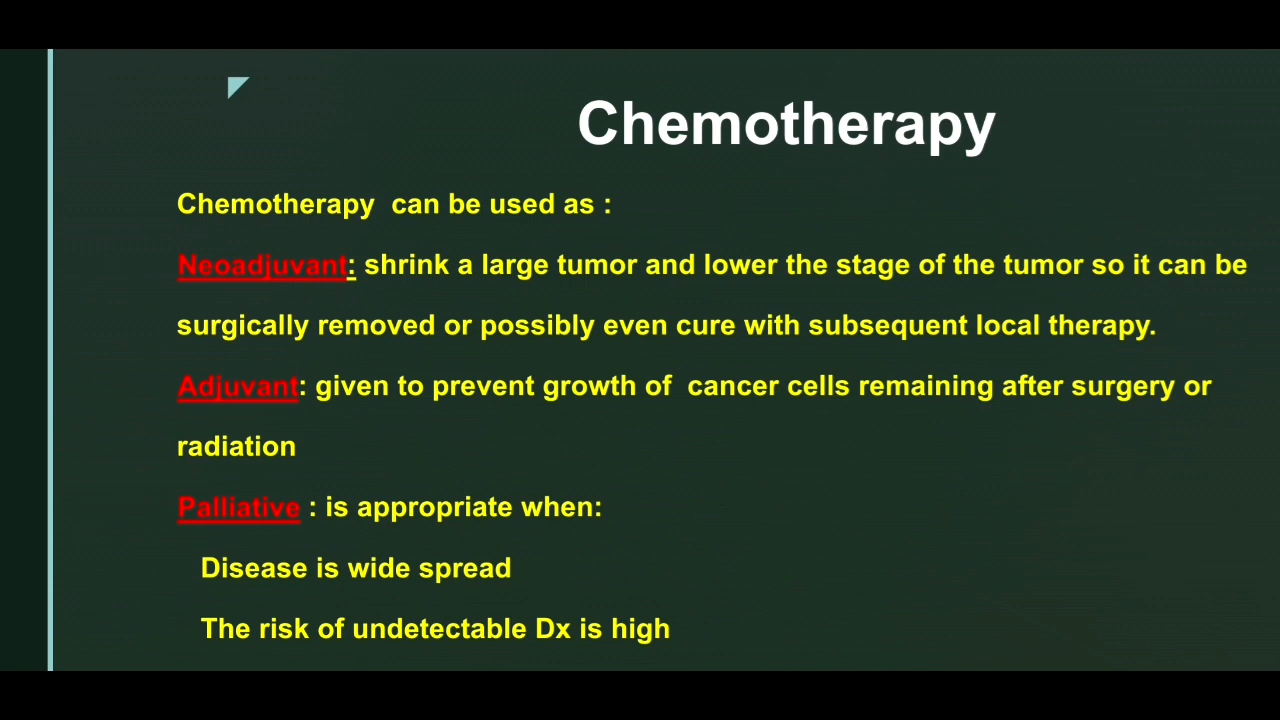 Chemotherapy
Chemotherapy can be used as :
Neoadjuvant: shrink a large tumor and lower the stage of the tumor so it can be
surgically removed or possibly even cure with subsequent local therapy.
Adjuvant: given to prevent growth of cancer cells remaining after surgery or
radiation
Palliative : is appropriate when:
Disease is wide spread
The risk of undetectable Dx is high